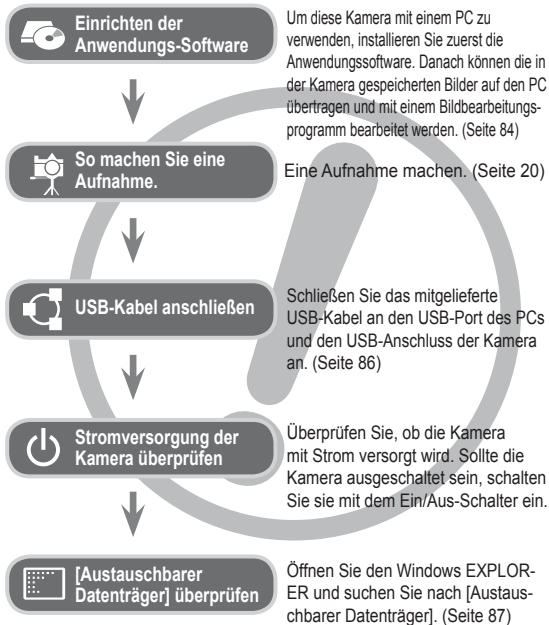 Einrichten der
Anwendungs-Software
Um diese Kamera mit einem PC zu
verwenden, installieren Sie zuerst die
Anwendungssoftware. Danach können die in
der Kamera gespeicherten Bilder auf den PC
übertragen und mit einem Bildbearbeitungs-
programm bearbeitet werden. (Seite 84)
So machen Sie eine
Aufnahme.
Eine Aufnahme machen. (Seite 20)
USB-Kabel anschließen
Schließen Sie das mitgelieferte
USB-Kabel an den USB-Port des PCs
und den USB-Anschluss der Kamera
an. (Seite 86)
Stromversorgung der
Kamera überprüfen
Überprüfen Sie, ob die Kamera
mit Strom versorgt wird. Sollte die
Kamera ausgeschaltet sein, schalten
Sie sie mit dem Ein/Aus-Schalter ein.
[Austauschbarer
Datenträger] überprüfen
Öffnen Sie den Windows EXPLOR-
ER und suchen Sie nach [Austaus-
chbarer Datenträger]. (Seite 87)